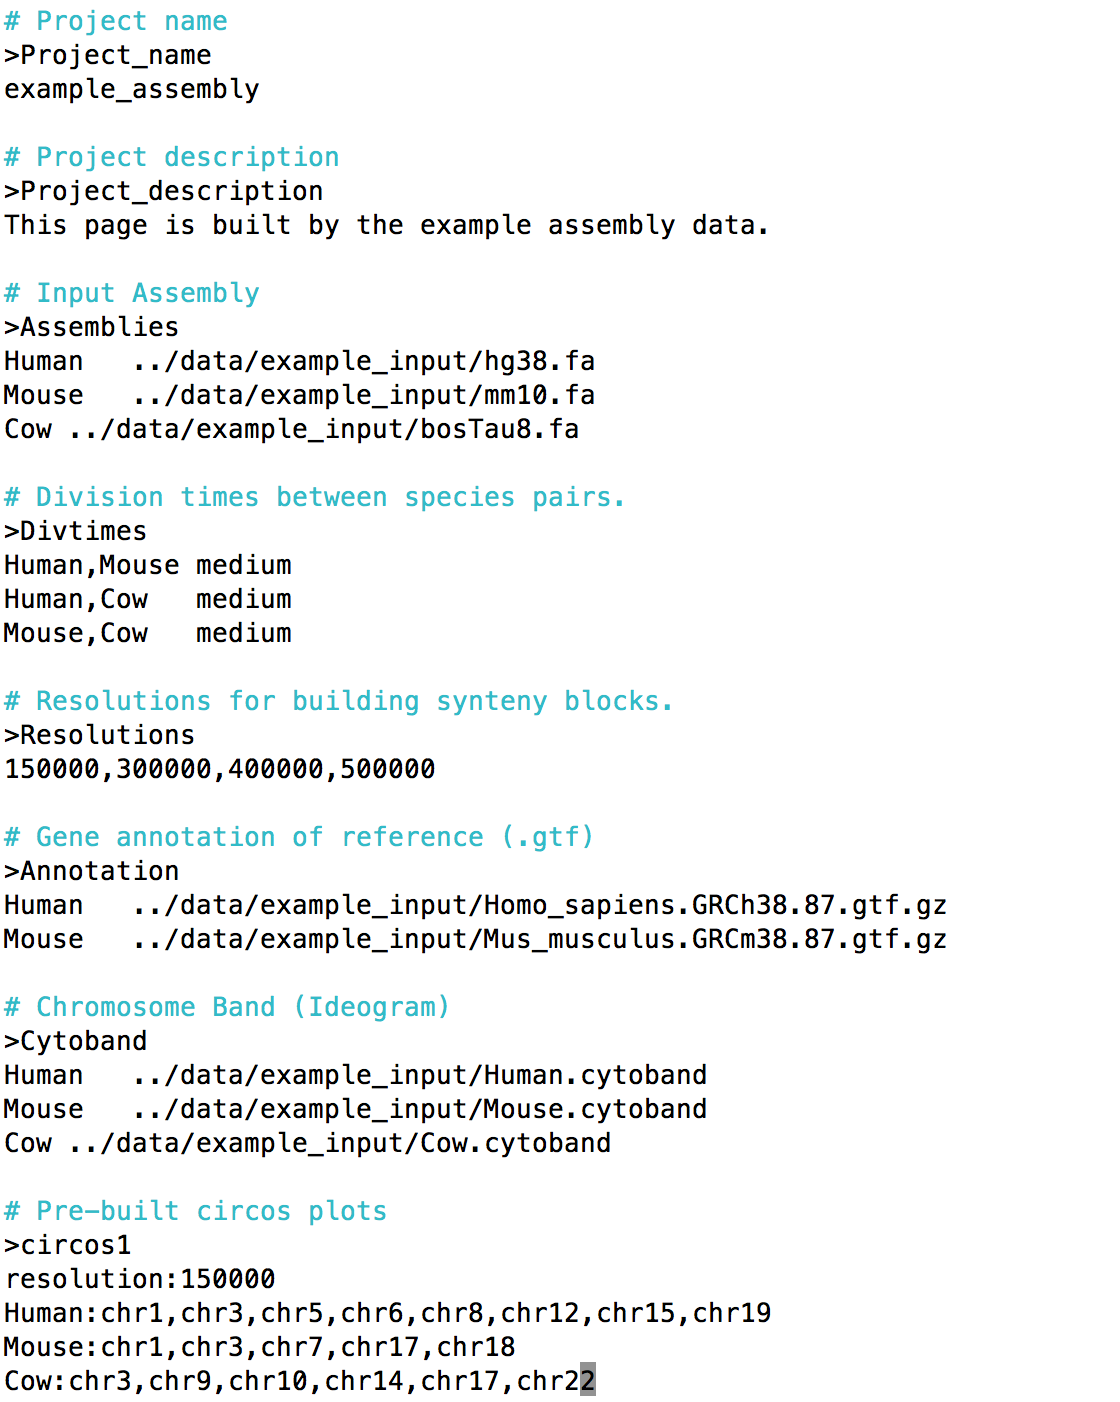 # Project name
>Project_name
example_assembly

# Project description
>Project_description
This page is built by the example assembly data.

# Input Assembly
>Assemblies
Human   ../data/example_input/hg38.fa
Mouse   ../data/example_input/mm10.fa
Cow ../data/example_input/bosTau8.fa

# Division times between species pairs.
>Divtimes
Human,Mouse medium
Human,Cow   medium
Mouse,Cow   medium

# Resolutions for building synteny blocks.
>Resolutions
150000,300000,400000,500000

# Gene annotation of reference (.gtf)
>Annotation
Human   ../data/example_input/Homo_sapiens.GRCh38.87.gtf.gz
Mouse   ../data/example_input/Mus_musculus.GRCm38.87.gtf.gz

# Chromosome Band (Ideogram)
>Cytoband
Human   ../data/example_input/Human.cytoband
Mouse   ../data/example_input/Mouse.cytoband
Cow ../data/example_input/Cow.cytoband

# Pre-built circos plots
>circos1
resolution:150000
Human:chr1,chr3,chr5,chr6,chr8,chr12,chr15,chr19
Mouse:chr1,chr3,chr7,chr17,chr18
Cow:chr3,chr9,chr10,chr14,chr17,chr22